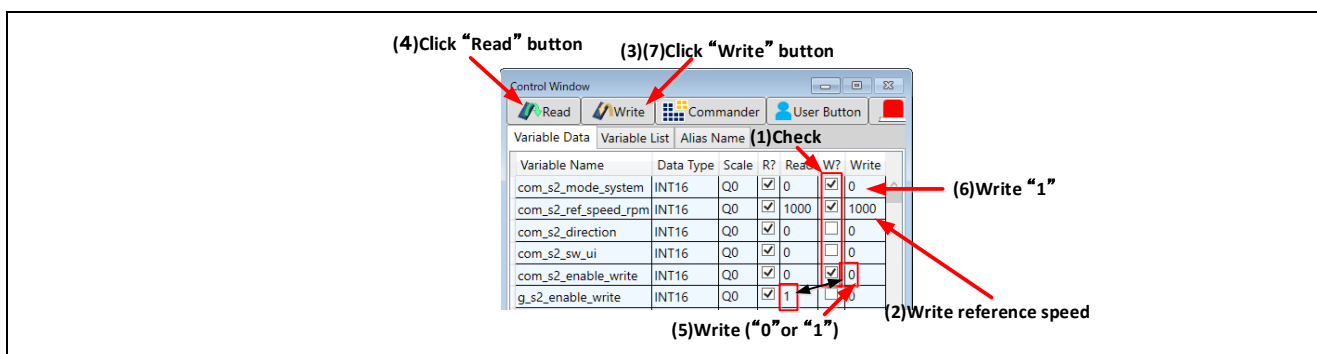 (4)Click “Read” button
(3)(7)Click “Write” button
Control Window
Read Write Commander User Button
Variable Data Variable List Alias Name
(1)Check
Variable Name Data Type Scale R? Read W? Write
com_s2_mode_system INT16 Q0 0 0
(6)Write “1”
com_s2_ref_speed_rpm INT16 Q0 1000 1000
com_s2_direction INT16 Q0 0 0
com_s2_sw_ui INT16 Q0 0 0
com_s2_enable_write INT16 Q0 0 0
g_s2_enable_write INT16 Q0 1 0
(2)Write reference speed
(5)Write (“0”or “1”)